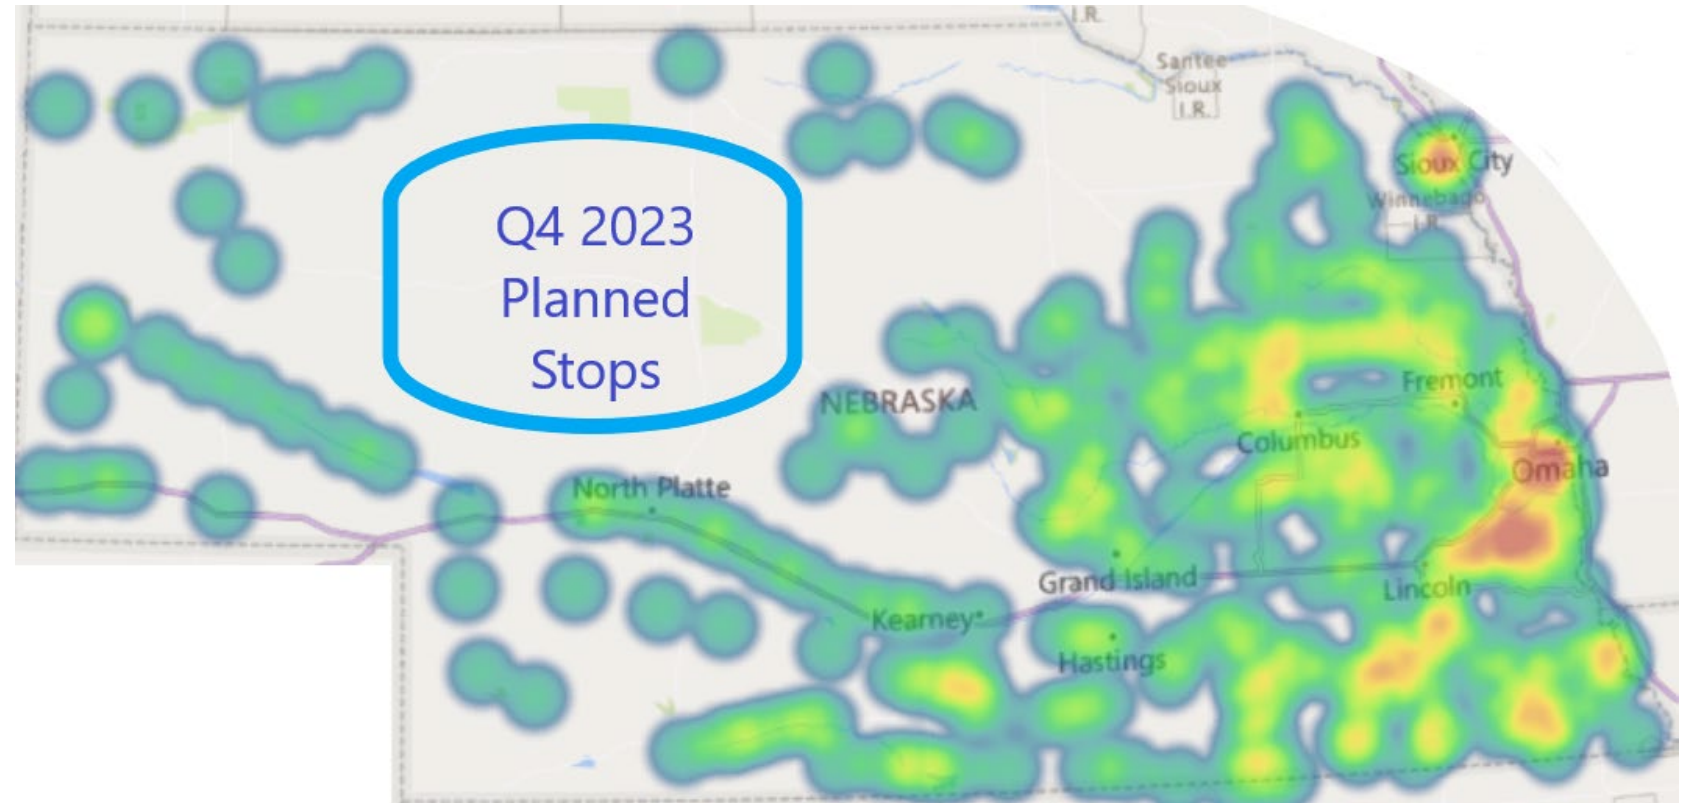 I.R.
Santee
Sioux
I.R.
Sioux City
Winnebago
I.R.
Q4 2023
Planned
Stops
NEBRASKA
Fremont
Columbus
Omaha
North Platte
Grand Island
Lincoln
Kearney
Hastings